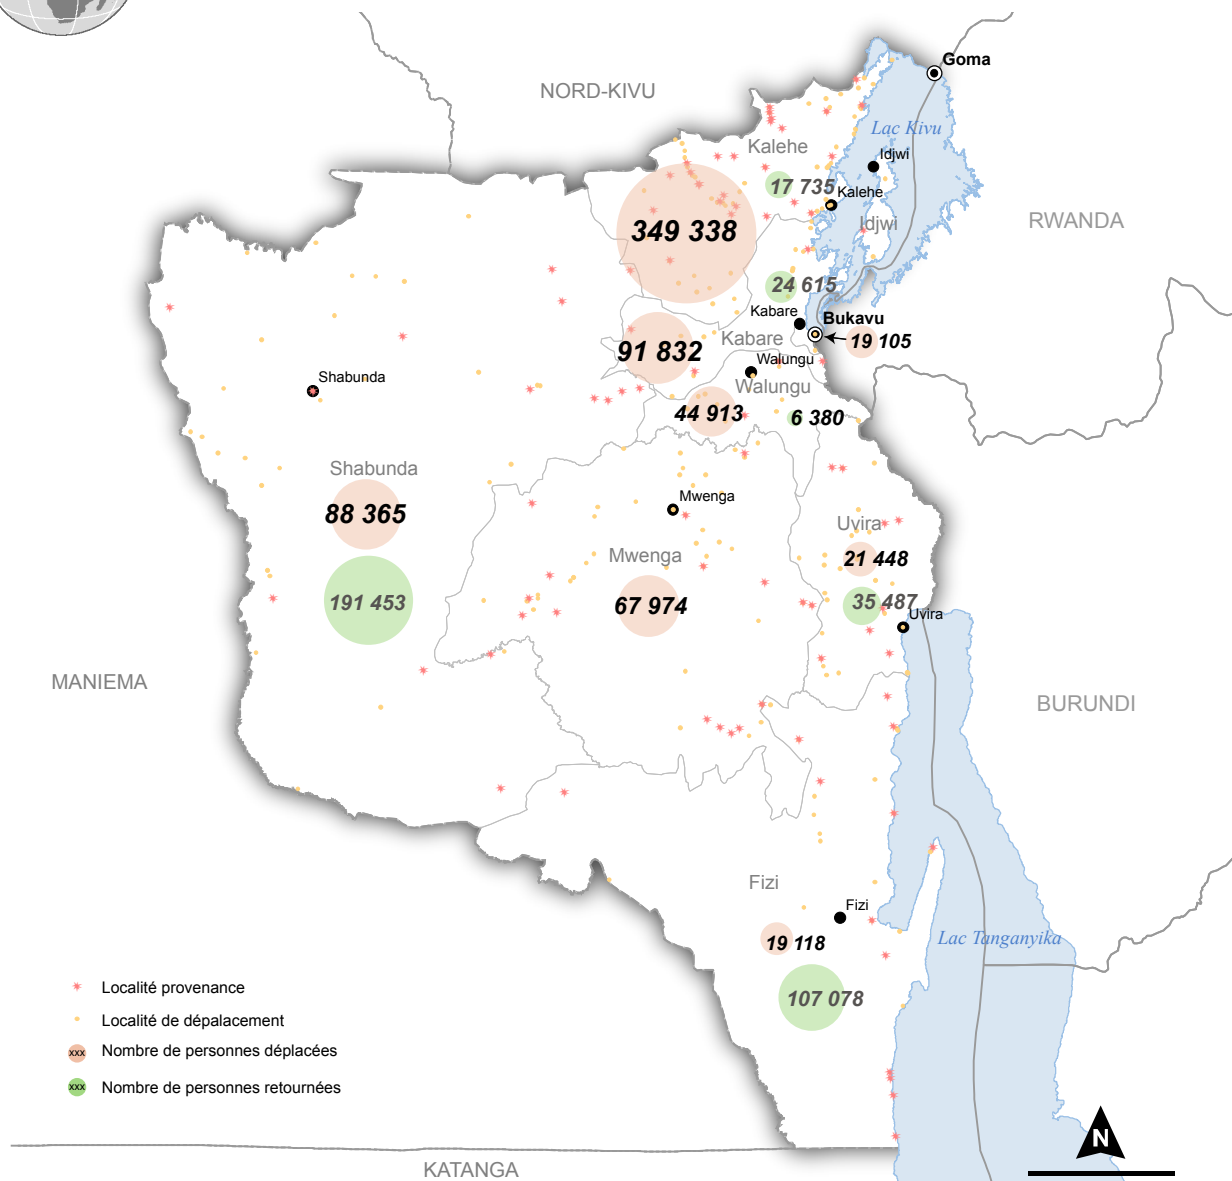 Goma
NORD-KIVU
Lac Kivu
Kalehe
Idjwi
17 735
Kalehe
Idjwi
RWANDA
349 338
24 615
Kabare
Bukavu
Kabare
19 105
91 832
Walungu
Shabunda
Walungu
44 913
6 380
Shabunda
Mwenga
88 365
Uvira
Mwenga
21 448
191 453
67 974
35 487
Uvira
MANIEMA
BURUNDI
Fizi
Fizi
19 118
Lac Tanganyika
107 078
Localité provenance
Localité de dépalacement
xxx Nombre de personnes déplacées
xxx Nombre de personnes retournées
N
KATANGA